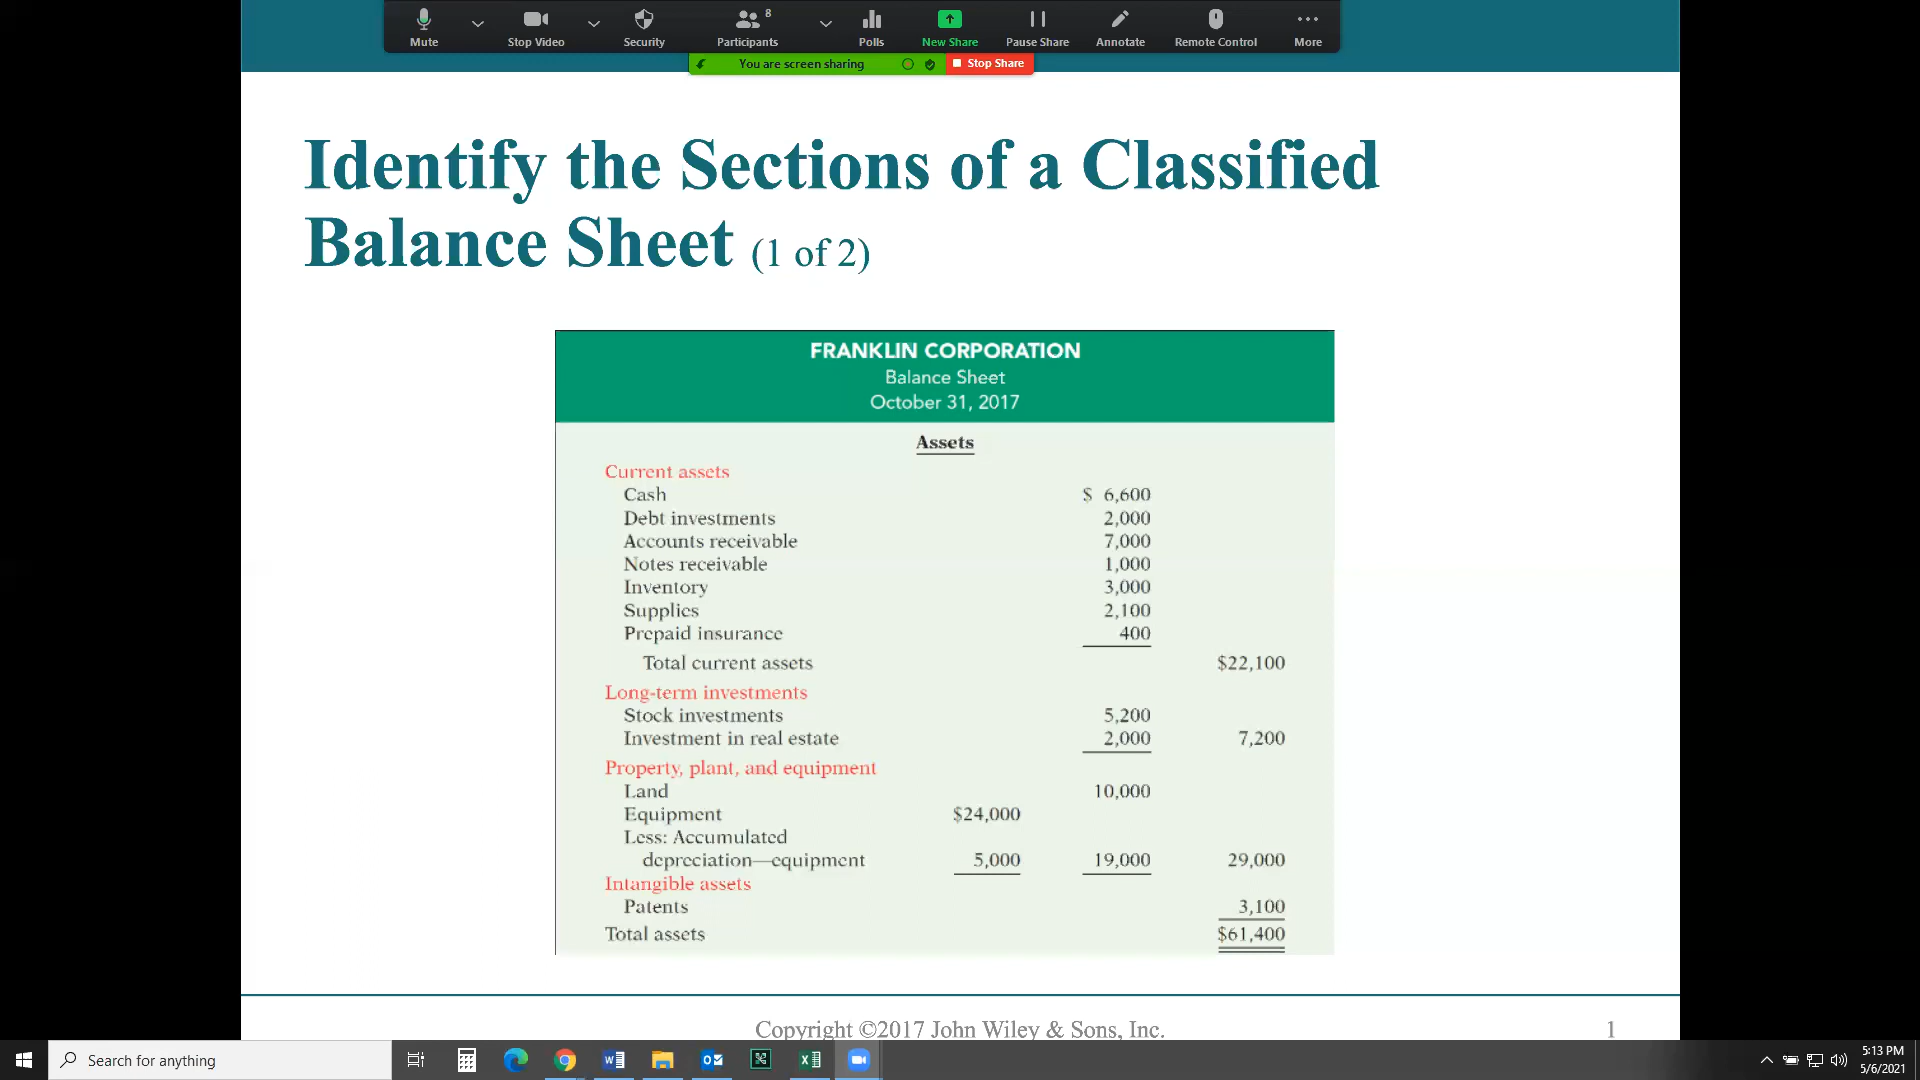 8
Mute Stop Video Security Participants Polls New Share Pause Share Annotate Remote Control More
You are screen sharing Stop Share
Identify the Sections of a Classified
Balance Sheet (1 of 2)
FRANKLIN CORPORATION
Balance Sheet
October 31, 2017
Assets
Current assets
Cash $ 6,600
Debt investments 2,000
Accounts receivable 7,000
Notes receivable 1,000
Inventory 3,000
Supplies 2,100
Prepaid insurance 400
Total current assets $22,100
Long-term investments
Stock investments 5,200
Investment in real estate 2,000 7,200
Property, plant, and equipment
Land 10,000
Equipment $24,000
Less: Accumulated
depreciation—equipment 5,000 19,000 29,000
Intangible assets
Patents 3,100
Total assets $61,400
Copyright ©2017 John Wiley & Sons, Inc. 1
Search for anything
5:13 PM
5/6/2021